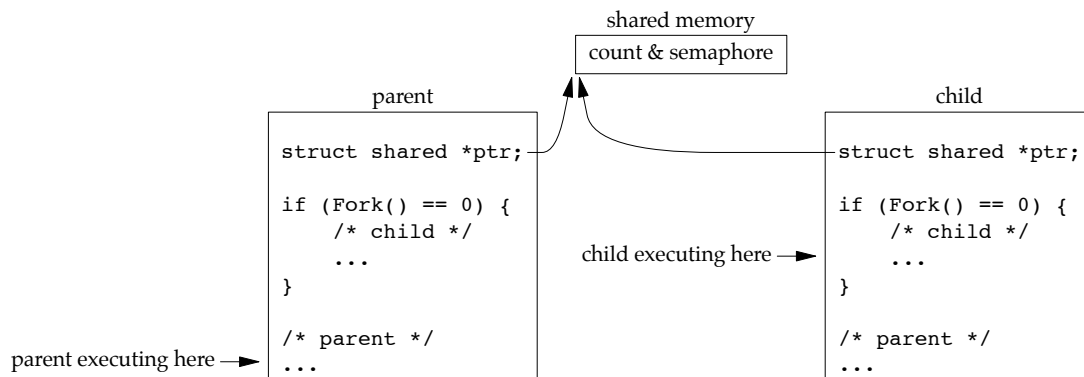 shared memory
count & semaphore
parent
struct shared *ptr;
if (Fork() == 0) {
/* child */
...
}
/* parent */
parent executing here
...
child
struct shared *ptr;
if (Fork() == 0) {
/* child */
child executing here
...
}
/* parent */
...